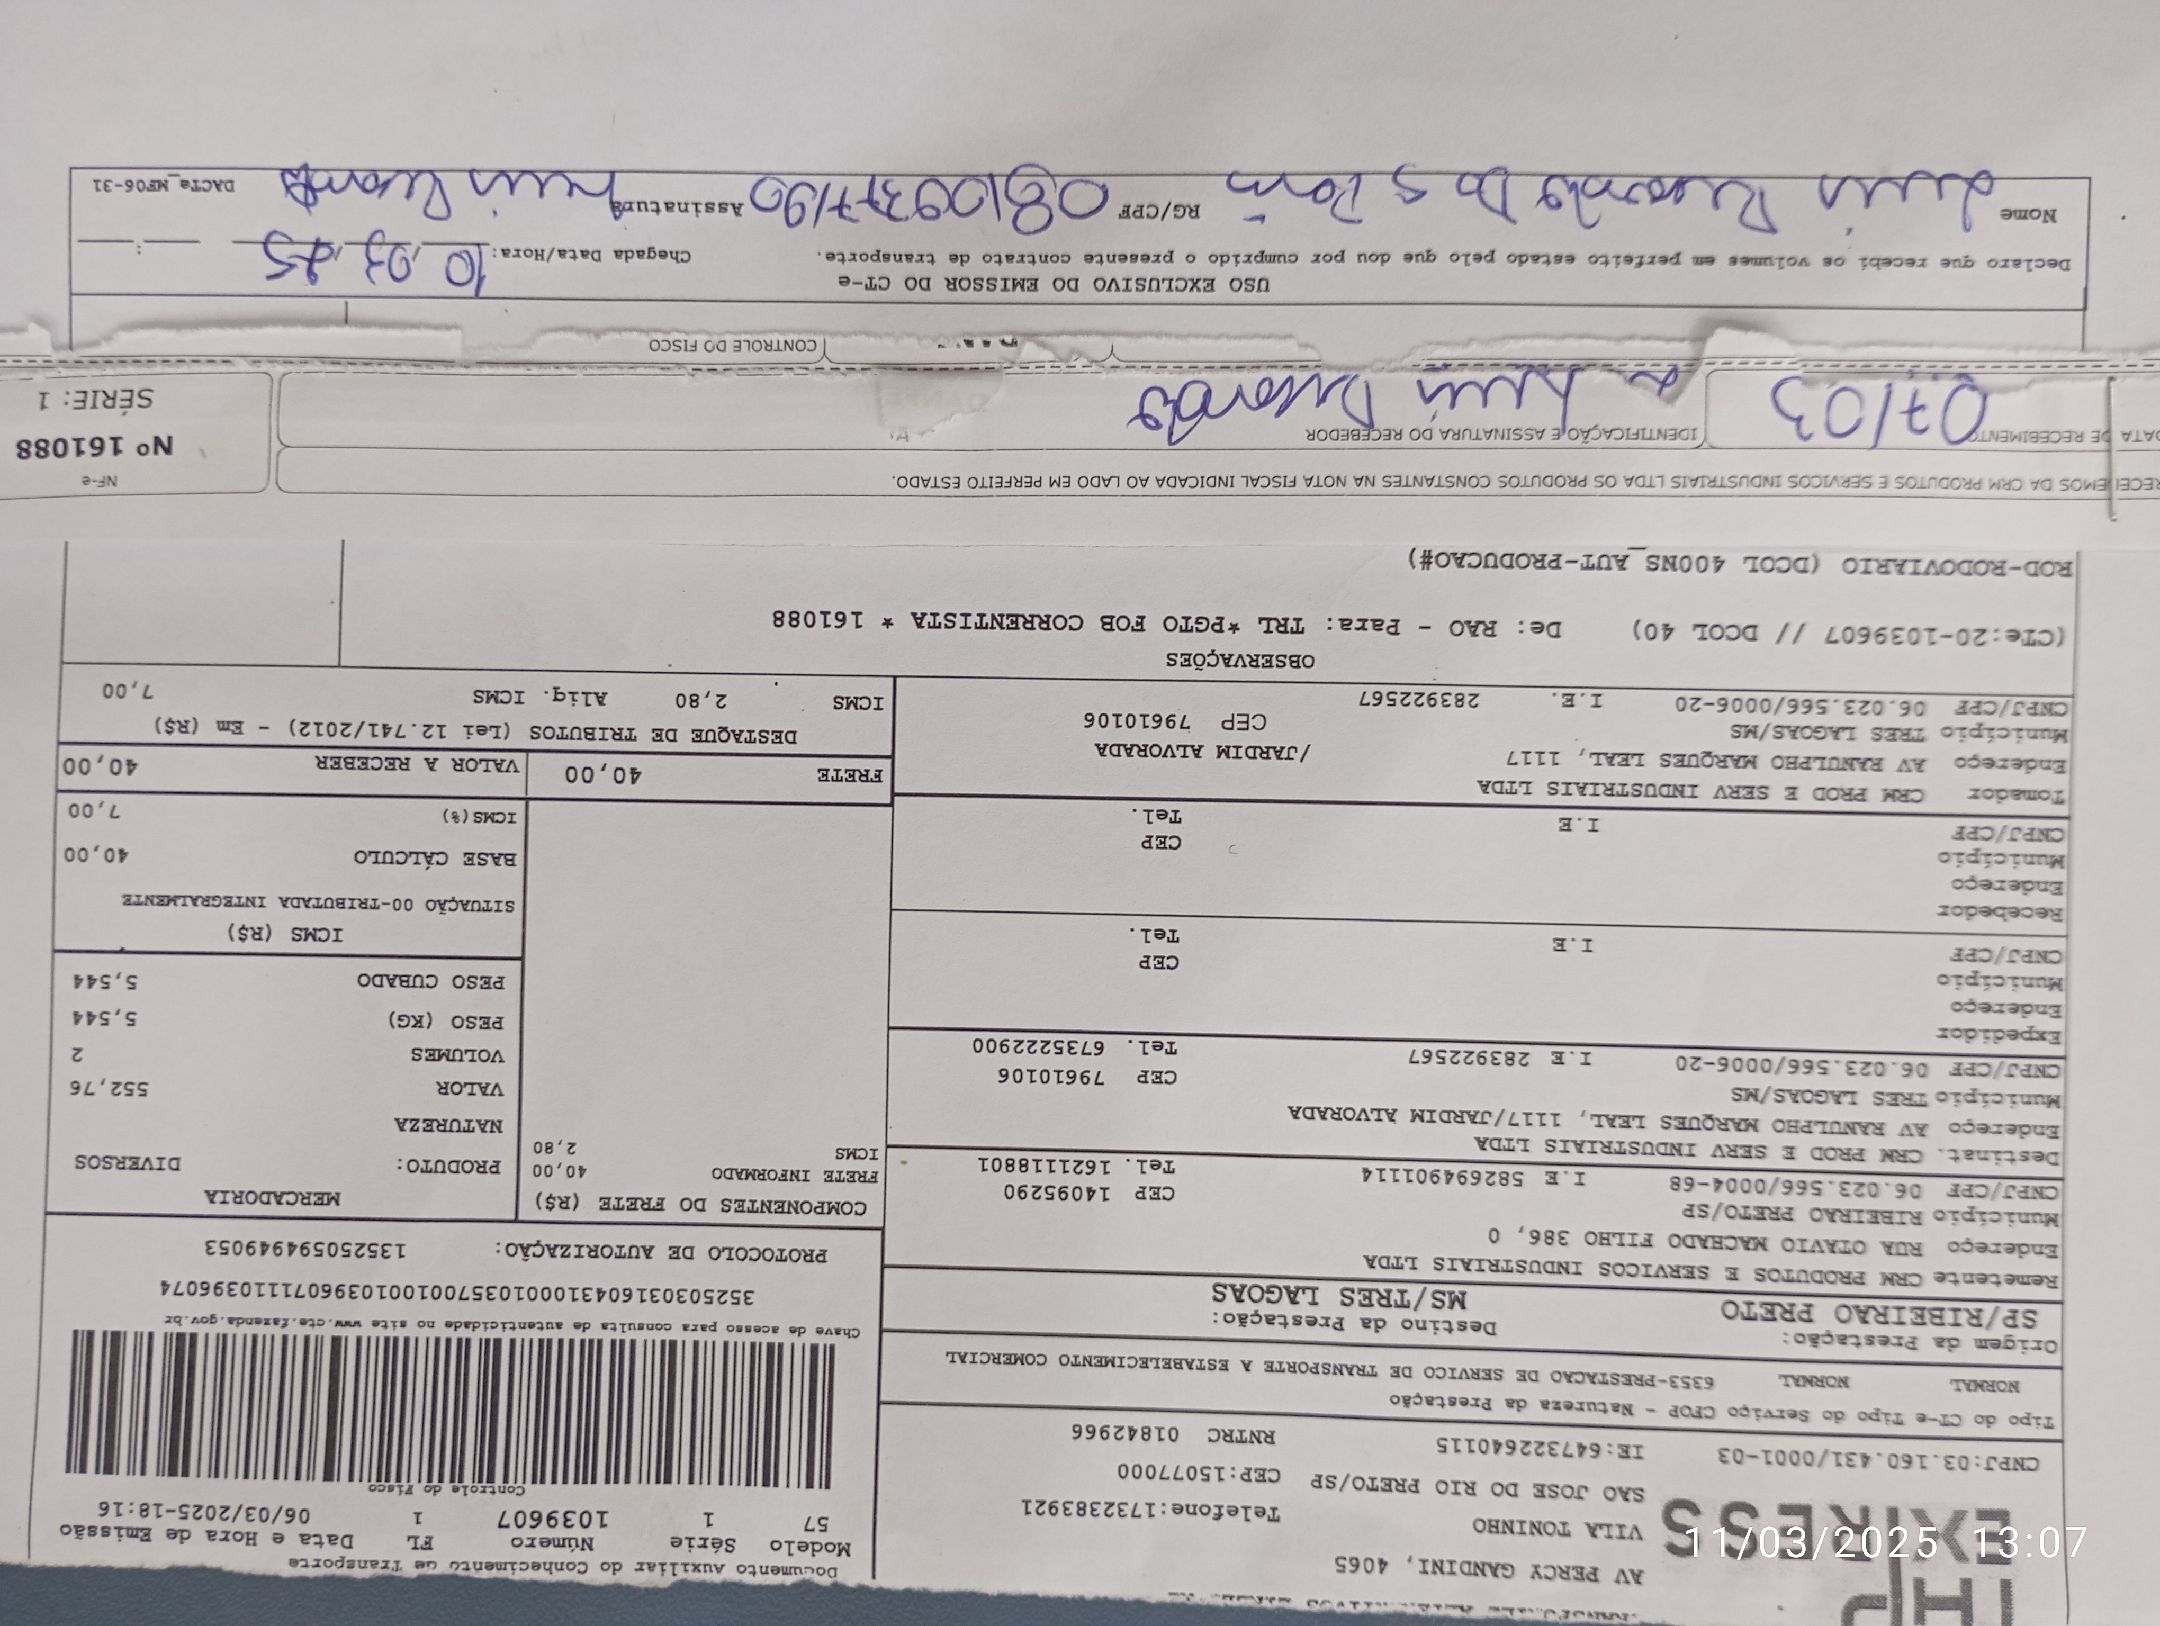 EXPRESS
AV PERCY GANDINI, 4065
VILA TONINHO
Telefone:1732383921
SAO JOSE DO RIO PRETO/SP CEP:15077000
CNPJ:03.160.431/0001-03 IE:647322640115 RNTRC 01842966
Documento Auxiliar do Conhecimento de Transporte
Modelo Série Número FL Data e Hora de Emissão
57 1 1039607 1 06/03/2025-18:16
Controle do Fisco
Chave de acesso para consulta de autenticidade no site www.cte.fazenda.gov.br
PROTOCOLO DE AUTORIZAÇÃO: 135250594949053
Tipo do CT-e Tipo do Serviço CFOP - Natureza da Prestação
NORMAL NORMAL 6353-PRESTACAO DE SERVICO DE TRANSPORTE A ESTABELECIMENTO COMERCIAL
Origem da Prestação: Destino da Prestação:
SP/RIBEIRAO PRETO MS/TRES LAGOAS
Remetente CRM PRODUTOS E SERVICOS INDUSTRIAIS LTDA
Endereço RUA OTAVIO MACHADO FILHO 386, 0
Município RIBEIRAO PRETO/SP CEP 14095290
CNPJ/CPF 06.023.566/0004-68 I.E 582694901114 Tel. 1621118801
Destinat. CRM PROD E SERV INDUSTRIAIS LTDA
Endereço AV RANULPHO MARQUES LEAL, 1117/JARDIM ALVORADA
Município TRES LAGOAS/MS CEP 79610106
CNPJ/CPF 06.023.566/0006-20 I.E 283922567 Tel. 6735222900
Expedidor
Endereço
Município CEP
CNPJ/CPF I.E Tel.
Recebedor
Endereço
Município CEP
CNPJ/CPF I.E Tel.
Tomador CRM PROD E SERV INDUSTRIAIS LTDA
Endereço AV RANULPHO MARQUES LEAL, 1117 /JARDIM ALVORADA
Município TRES LAGOAS/MS CEP 79610106
CNPJ/CPF 06.023.566/0006-20 I.E. 283922567
COMPONENTES DO FRETE (R$)
FRETE INFORMADO 40,00
ICMS 2,80
MERCADORIA
PRODUTO: DIVERSOS
NATUREZA
VALOR 552,76
VOLUMES 2
PESO (KG) 5,544
PESO CUBADO 5,544
ICMS (R$)
SITUAÇÃO 00-TRIBUTADA INTEGRALMENTE
BASE CÁLCULO 40,00
ICMS(%) 7,00
FRETE 40,00 VALOR A RECEBER 40,00
DESTAQUE DE TRIBUTOS (Lei 12.741/2012) - Em (R$)
ICMS 2,80 Aliq. ICMS 7,00
OBSERVAÇÕES
(CTe:20-1039607 // DCOL 40) De: RAO - Para: TRL *PGTO FOB CORRENTISTA * 161088
ROD-RODOVIARIO (DCOL 400NS_AUT-PRODUCAO#)
RECEBEMOS DA CRM PRODUTOS E SERVICOS INDUSTRIAIS LTDA OS PRODUTOS CONSTANTES NA NOTA FISCAL INDICADA AO LADO EM PERFEITO ESTADO.
DATA DE RECEBIMENTO IDENTIFICAÇÃO E ASSINATURA DO RECEBEDOR
07/03 Luis Ricardo
NF-e
Nº 161088
SÉRIE: 1
CONTROLE DO FISCO
USO EXCLUSIVO DO EMISSOR DO CT-e
Declaro que recebi os volumes em perfeito estado pelo que dou por cumprido o presente contrato de transporte. Chegada Data/Hora: 10/03/25 __:__
Nome Luis Ricardo Do S RG/CPF Assinatura Luis Ricardo DACTe_MF06-31
11/03/2025 13:07